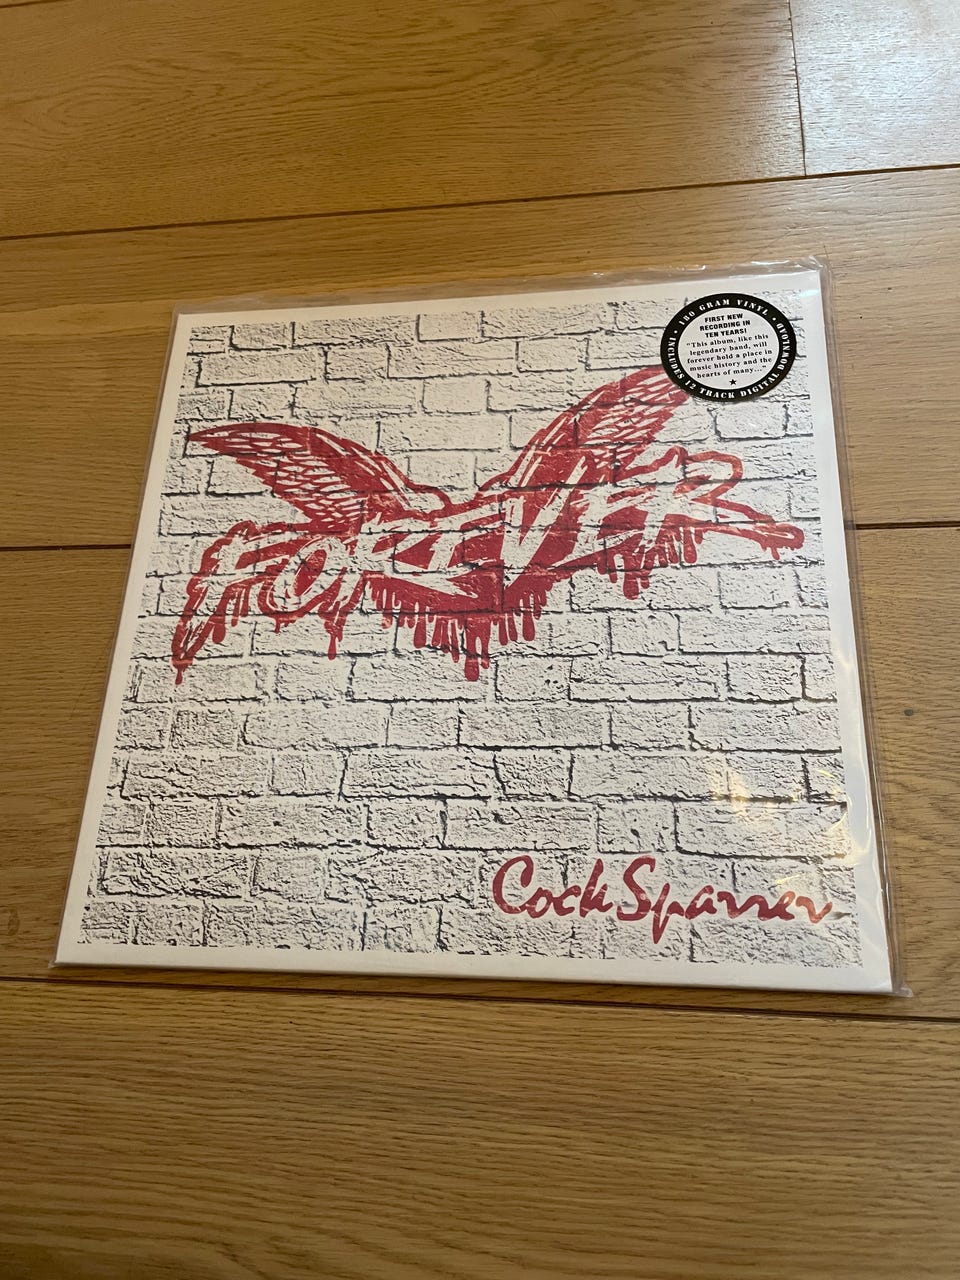 • 180 GRAM VINYL •
INCLUDES 12 TRACK DIGITAL DOWNLOAD
FIRST NEW
RECORDING IN
TEN YEARS!
"This album, like this
legendary band, will
forever hold a place in
music history and the
hearts of many..."
FOREVER
Cock Sparrer